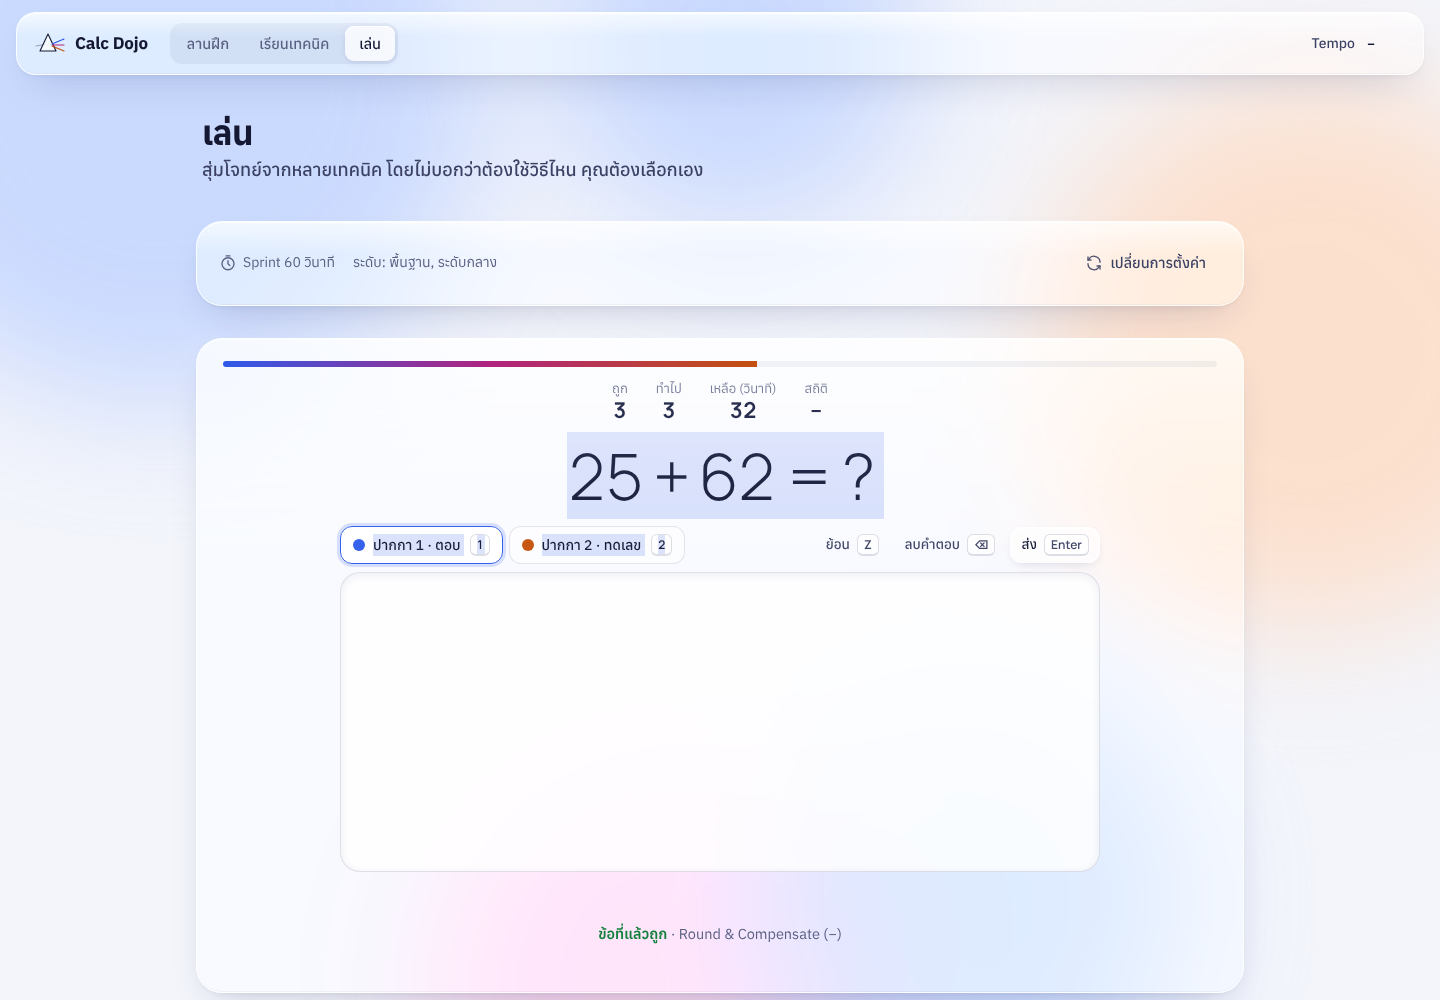 Calc Dojo
ลานฝึก
เรียนเทคนิค
เล่น
Tempo –
เล่น
สุ่มโจทย์จากหลายเทคนิค โดยไม่บอกว่าต้องใช้วิธีไหน คุณต้องเลือกเอง
Sprint 60 วินาที
ระดับ: พื้นฐาน, ระดับกลาง
เปลี่ยนการตั้งค่า
ถูก ทำไป เหลือ (วินาที) สถิติ
3 3 32 –
25 + 62 = ?
ปากกา 1 · ตอบ 1
ปากกา 2 · ทดเลข 2
ย้อน Z
ลบคำตอบ ⌫
ส่ง Enter
ข้อที่แล้วถูก · Round & Compensate (−)